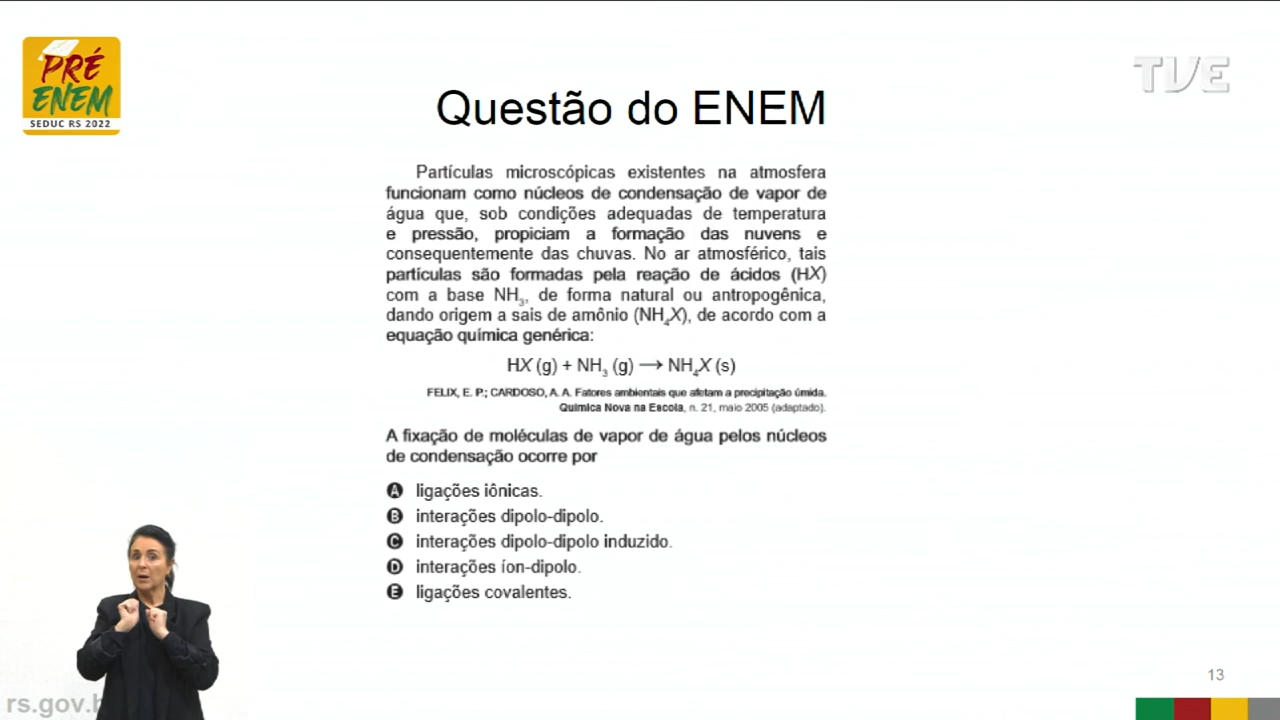 PRÉ
ENEM
SEDUC RS 2022
TVE
Questão do ENEM
Partículas microscópicas existentes na atmosfera
funcionam como núcleos de condensação de vapor de
água que, sob condições adequadas de temperatura
e pressão, propiciam a formação das nuvens e
consequentemente das chuvas. No ar atmosférico, tais
partículas são formadas pela reação de ácidos (HX)
com a base NH₃, de forma natural ou antropogênica,
dando origem a sais de amônio (NH₄X), de acordo com a
equação química genérica:
HX (g) + NH₃ (g) ⟶ NH₄X (s)
FELIX, E. P.; CARDOSO, A. A. Fatores ambientais que afetam a precipitação úmida.
Química Nova na Escola, n. 21, maio 2005 (adaptado).
A fixação de moléculas de vapor de água pelos núcleos
de condensação ocorre por
A ligações iônicas.
B interações dipolo-dipolo.
C interações dipolo-dipolo induzido.
D interações íon-dipolo.
E ligações covalentes.
13
rs.gov.b